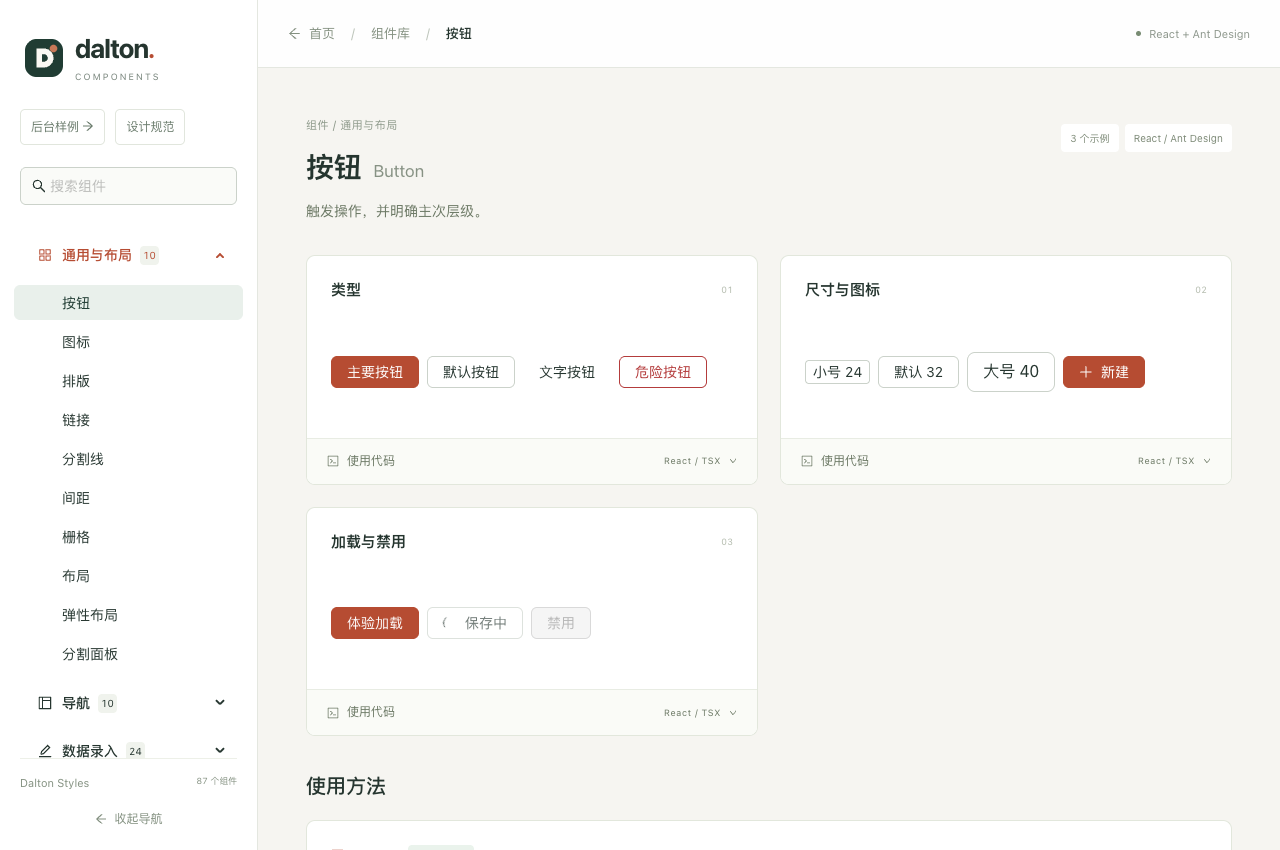 dalton.
COMPONENTS
后台样例
设计规范
搜索组件
通用与布局 10
按钮
图标
排版
链接
分割线
间距
栅格
布局
弹性布局
分割面板
导航 10
数据录入 24
Dalton Styles 87 个组件
收起导航
首页 / 组件库 / 按钮
React + Ant Design
组件 / 通用与布局
3 个示例 React / Ant Design
按钮 Button
触发操作，并明确主次层级。
类型 01
主要按钮 默认按钮 文字按钮 危险按钮
使用代码 React / TSX
尺寸与图标 02
小号 24 默认 32 大号 40 新建
使用代码 React / TSX
加载与禁用 03
体验加载 保存中 禁用
使用代码 React / TSX
使用方法